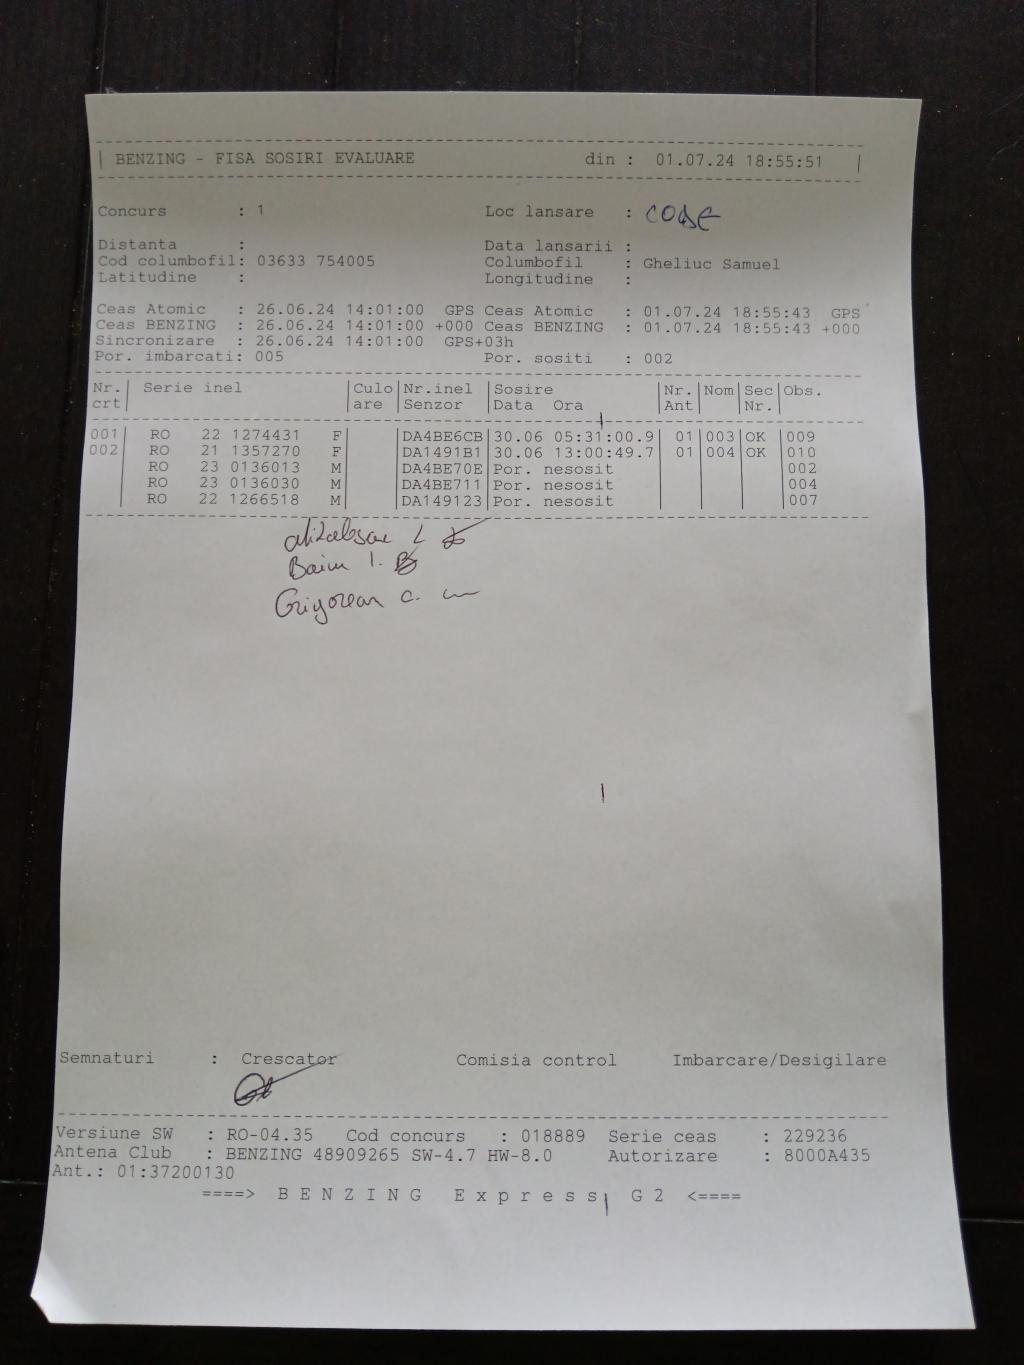 | BENZING - FISA SOSIRI EVALUARE din : 01.07.24 18:55:51 |
Concurs : 1 Loc lansare :
Distanta : Data lansarii :
Cod columbofil: 03633 754005 Columbofil : Gheliuc Samuel
Latitudine : Longitudine :
Ceas Atomic : 26.06.24 14:01:00 GPS Ceas Atomic : 01.07.24 18:55:43 GPS
Ceas BENZING : 26.06.24 14:01:00 +000 Ceas BENZING : 01.07.24 18:55:43 +000
Sincronizare : 26.06.24 14:01:00 GPS+03h
Por. imbarcati: 005 Por. sositi : 002
Nr.| Serie inel |Culo|Nr.inel|Sosire |Nr.|Nom|Sec|Obs.
crt| |are |Senzor |Data Ora |Ant| |Nr.|
001| RO 22 1274431 F| |DA4BE6CB|30.06 05:31:00.9| 01|003|OK |009
002| RO 21 1357270 F| |DA1491B1|30.06 13:00:49.7| 01|004|OK |010
RO 23 0136013 M| |DA4BE70E|Por. nesosit | | | |002
RO 23 0136030 M| |DA4BE711|Por. nesosit | | | |004
RO 22 1266518 M| |DA149123|Por. nesosit | | | |007
Grigorean C.
Semnaturi : Crescator Comisia control Imbarcare/Desigilare
Versiune SW : RO-04.35 Cod concurs : 018889 Serie ceas : 229236
Antena Club : BENZING 48909265 SW-4.7 HW-8.0 Autorizare : 8000A435
Ant.: 01:37200130
====> B E N Z I N G E x p r e s s G 2 <====